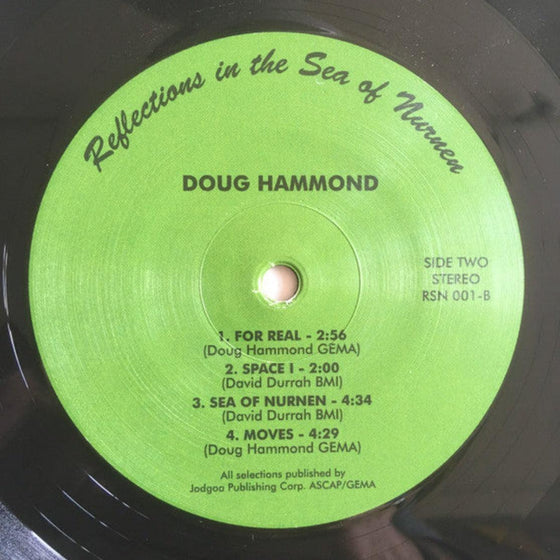 Reflections in the Sea of Nurnen
DOUG HAMMOND
SIDE TWO
STEREO
RSN 001-B
1. FOR REAL - 2:56
(Doug Hammond GEMA)
2. SPACE I - 2:00
(David Durrah BMI)
3. SEA OF NURNEN - 4:34
(David Durrah BMI)
4. MOVES - 4:29
(Doug Hammond GEMA)
All selections published by
Jodgoa Publishing Corp. ASCAP/GEMA